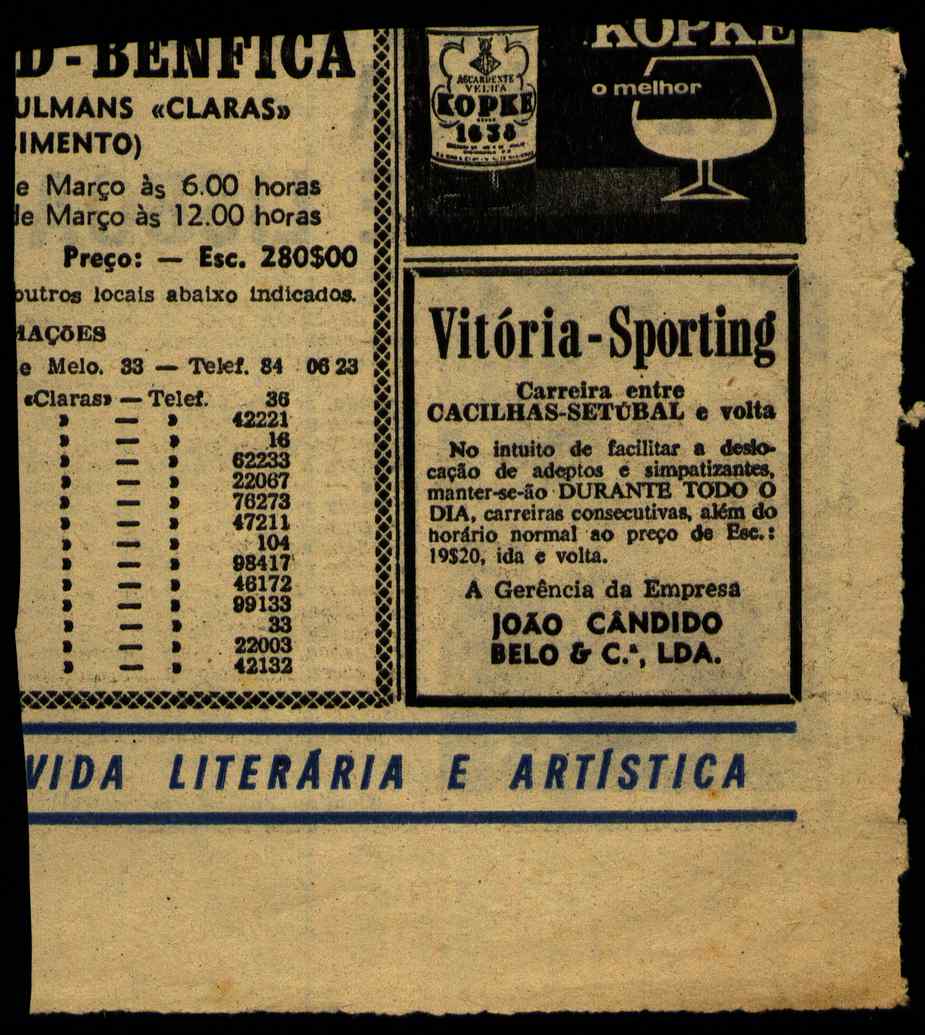 D-BENFICA
ULMANS «CLARAS»
IMENTO)
e Março às 6.00 horas
de Março às 12.00 horas
Preço: — Esc. 280$00
outros locais abaixo indicados.
MAÇÕES
e Melo. 33 — Telef. 84 06 23
«Claras» — Telef. 36
» — » 42221
» — » 16
» — » 62233
» — » 22067
» — » 76273
» — » 47211
» — » 104
» — » 98417
» — » 46172
» — » 99133
» — » 33
» — » 22003
» — » 42132
KOPKE
o melhor
AGUARDENTE
VELHA
KOPKE
1638
Vitória-Sporting
Carreira entre
CACILHAS-SETÚBAL e volta
No intuito de facilitar a deslo-
cação de adeptos e simpatizantes,
manter-se-ão DURANTE TODO O
DIA, carreiras consecutivas, além do
horário normal ao preço de Esc.:
19$20, ida e volta.
A Gerência da Empresa
JOÃO CÂNDIDO
BELO & C.ª, LDA.
VIDA LITERÁRIA E ARTÍSTICA